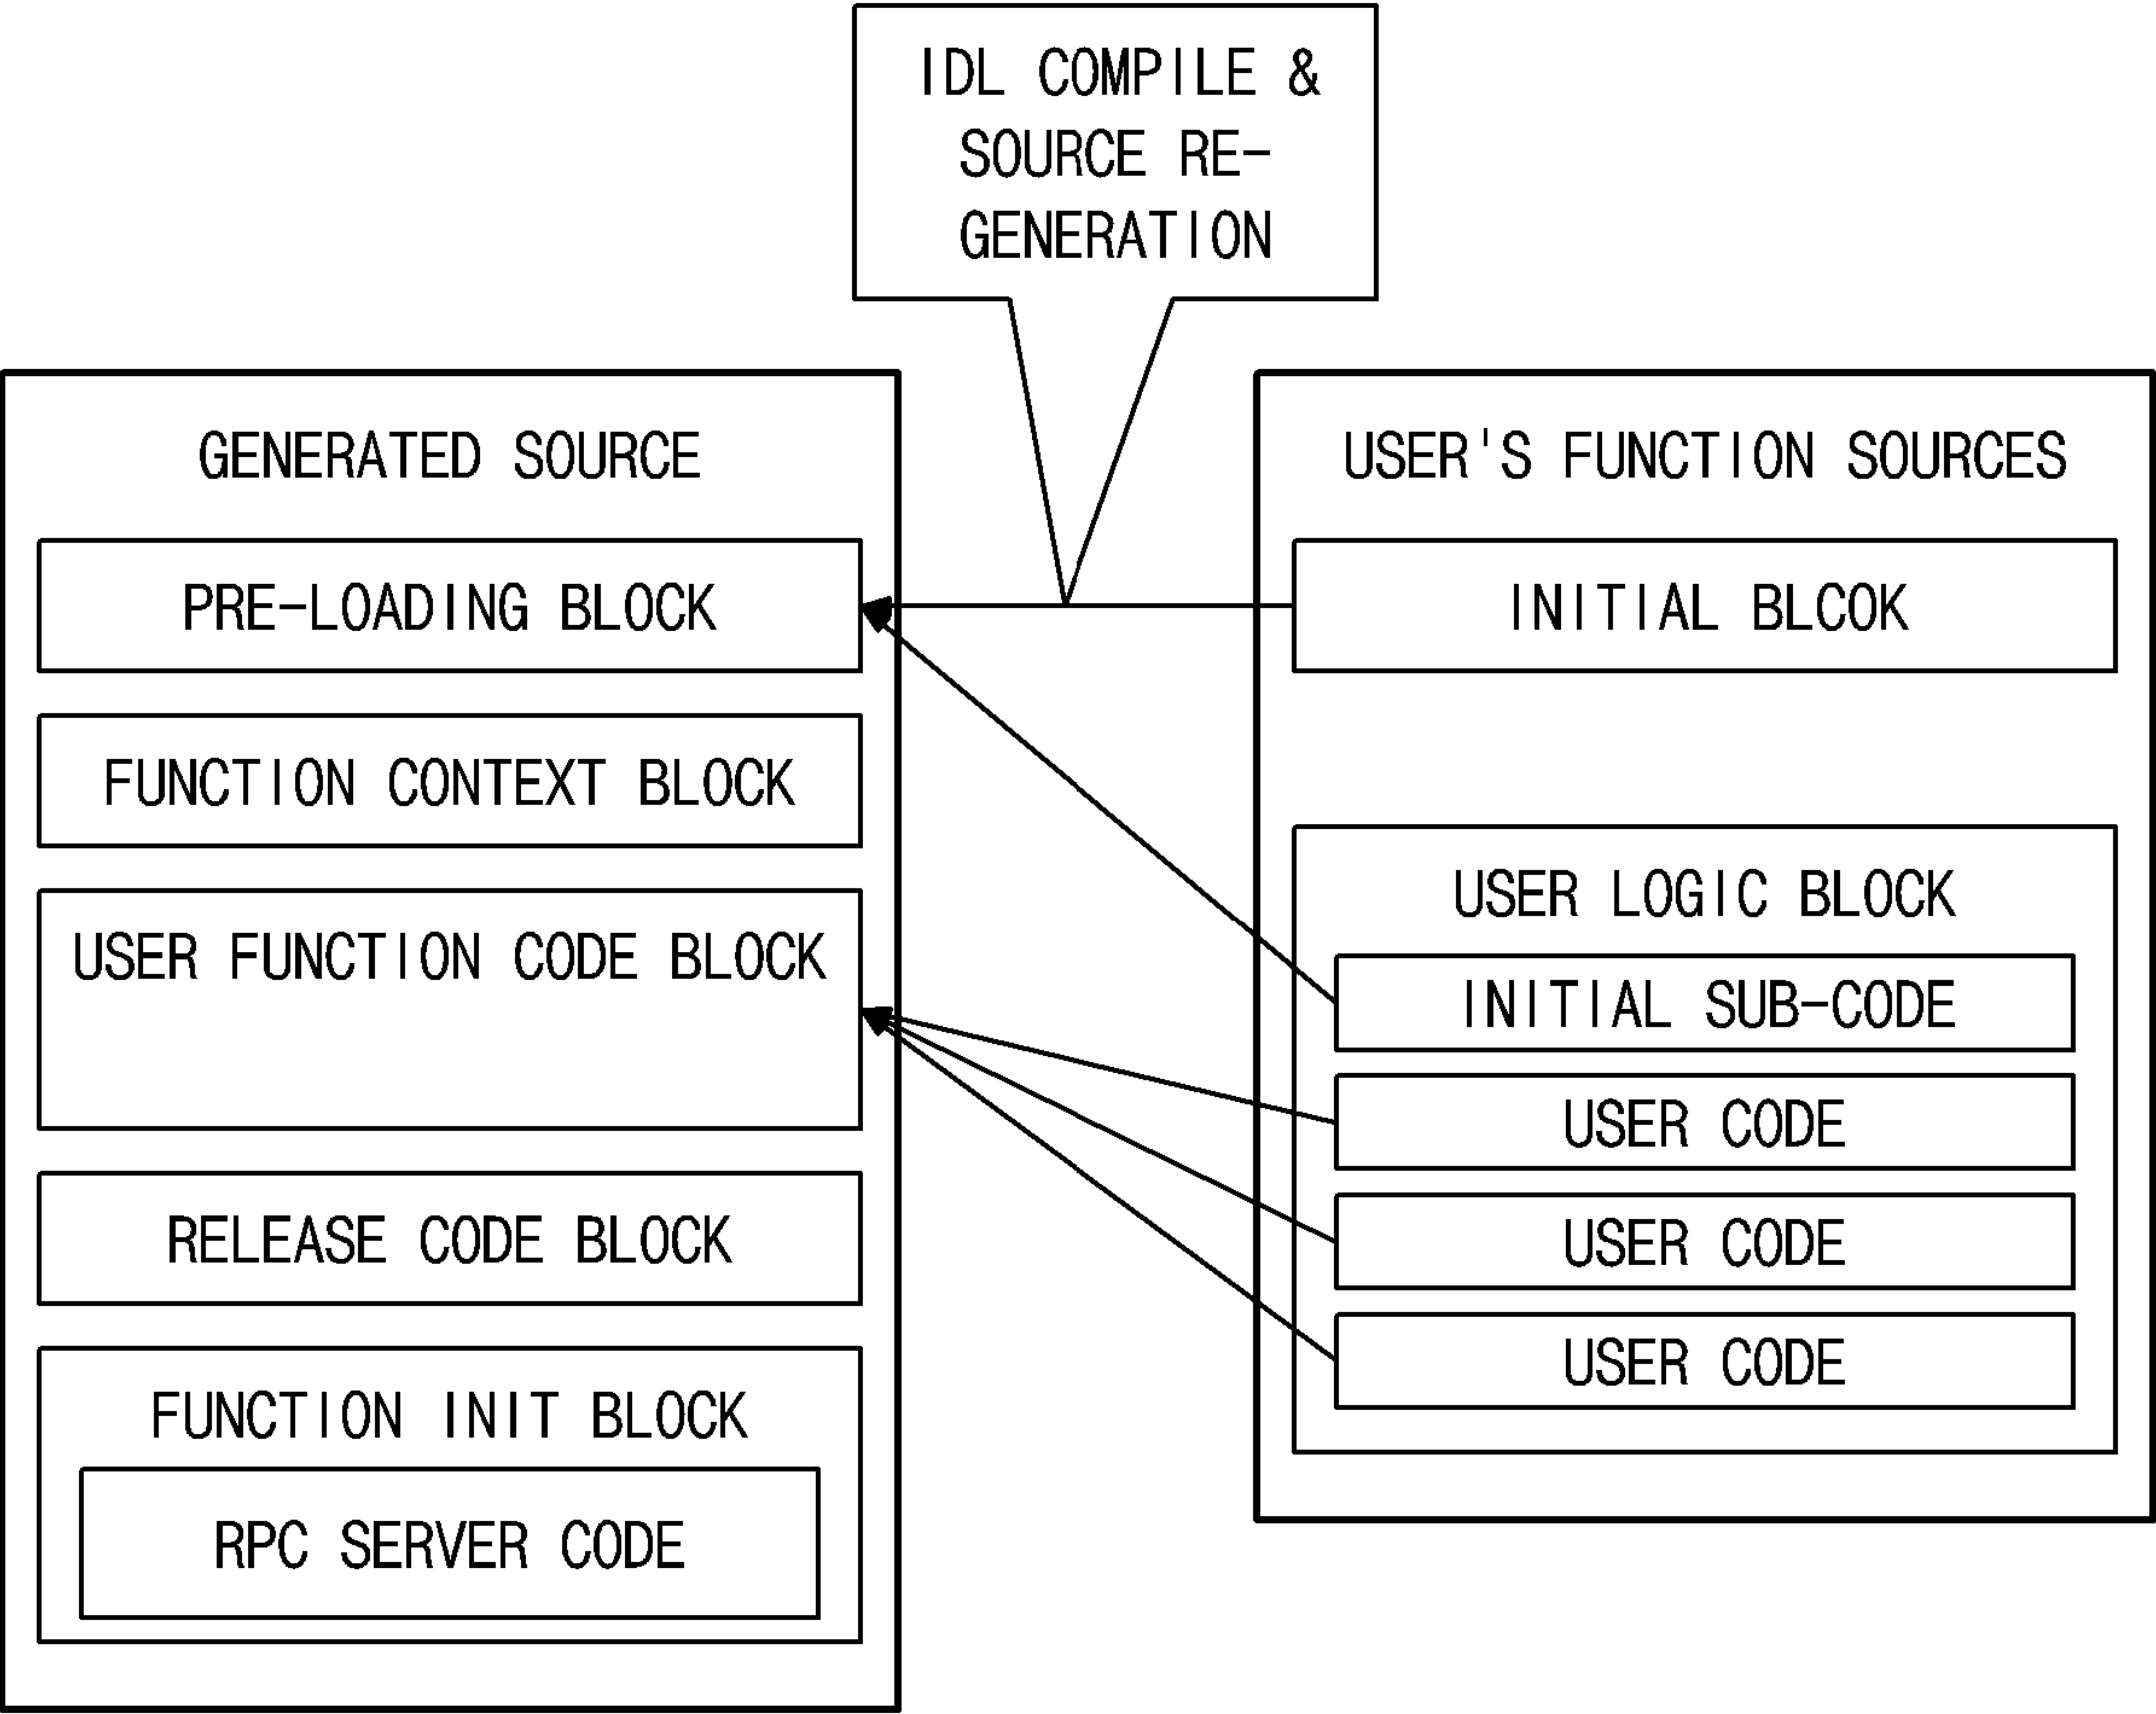 IDL COMPILE &
SOURCE RE-
GENERATION
GENERATED SOURCE
PRE-LOADING BLOCK
FUNCTION CONTEXT BLOCK
USER FUNCTION CODE BLOCK
RELEASE CODE BLOCK
FUNCTION INIT BLOCK
RPC SERVER CODE
USER'S FUNCTION SOURCES
INITIAL BLCOK
USER LOGIC BLOCK
INITIAL SUB-CODE
USER CODE
USER CODE
USER CODE